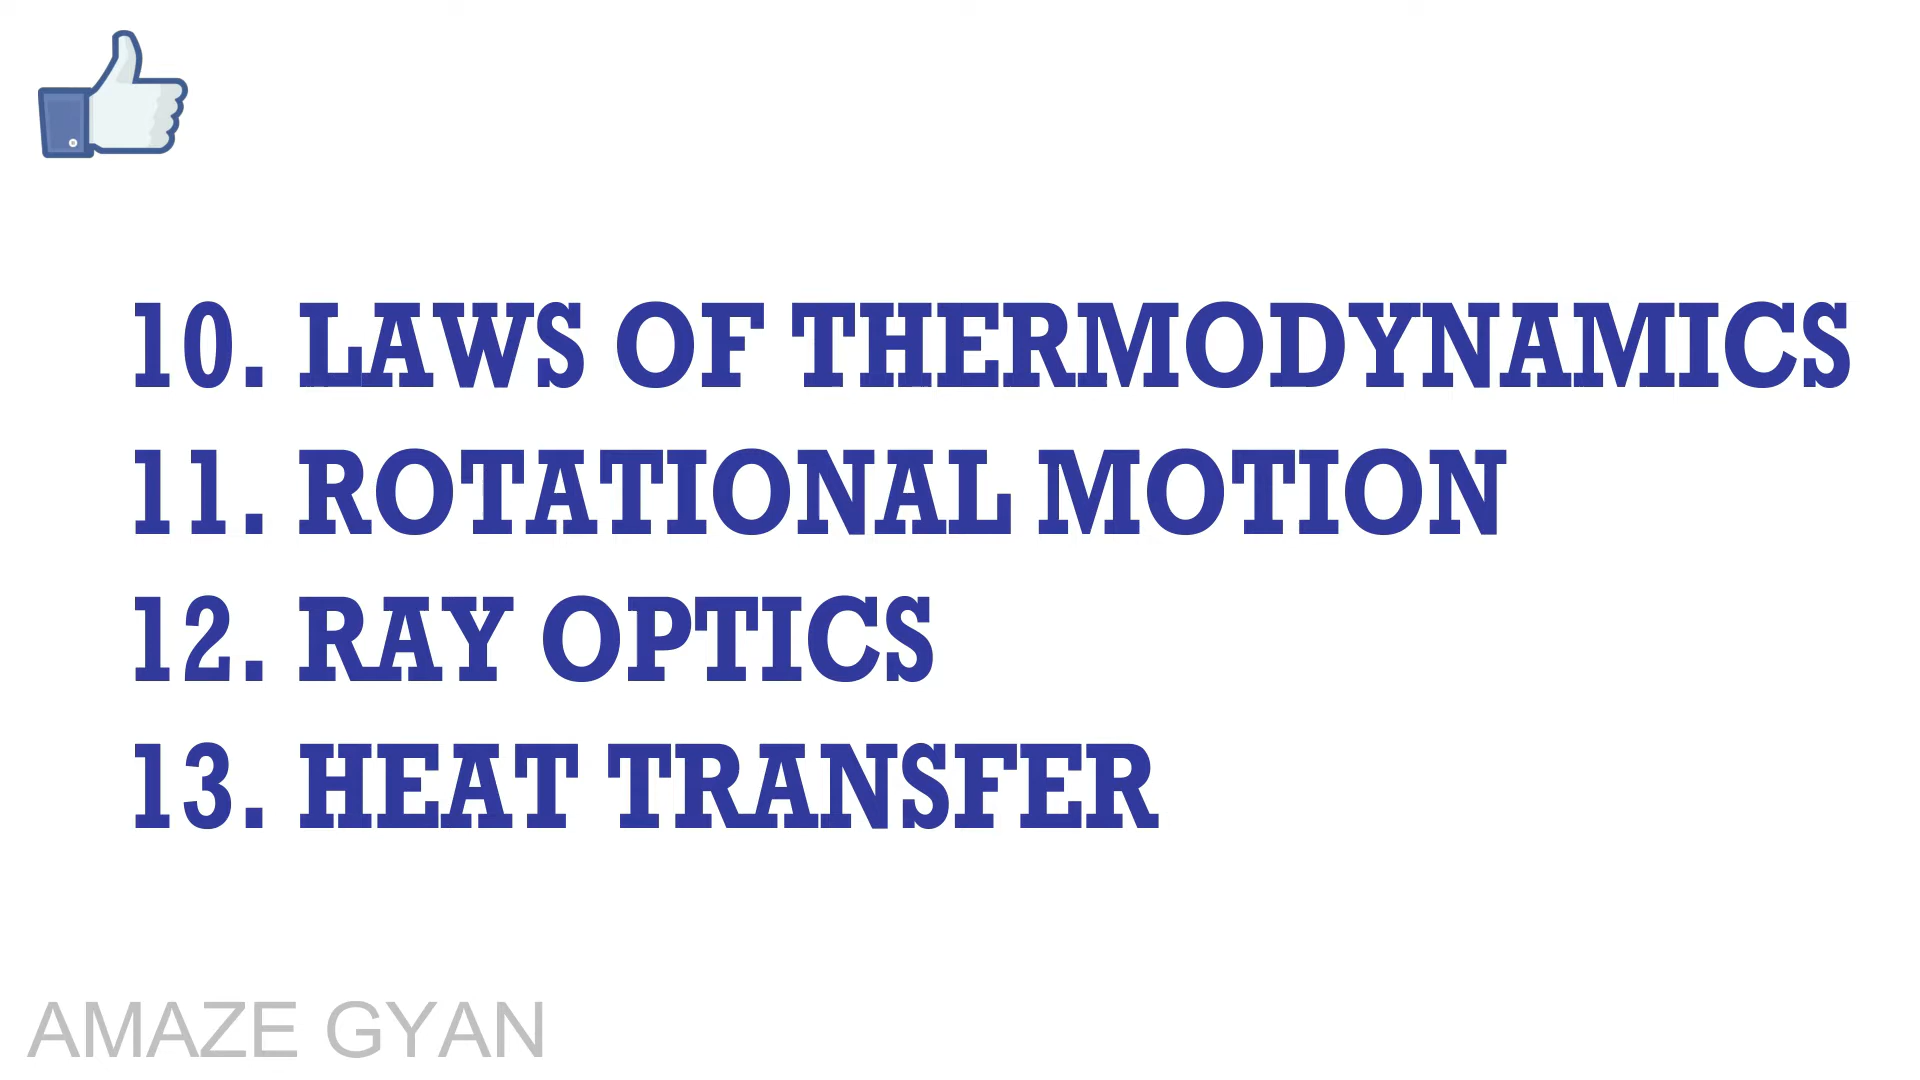 10. LAWS OF THERMODYNAMICS
11. ROTATIONAL MOTION
12. RAY OPTICS
13. HEAT TRANSFER
AMAZE GYAN